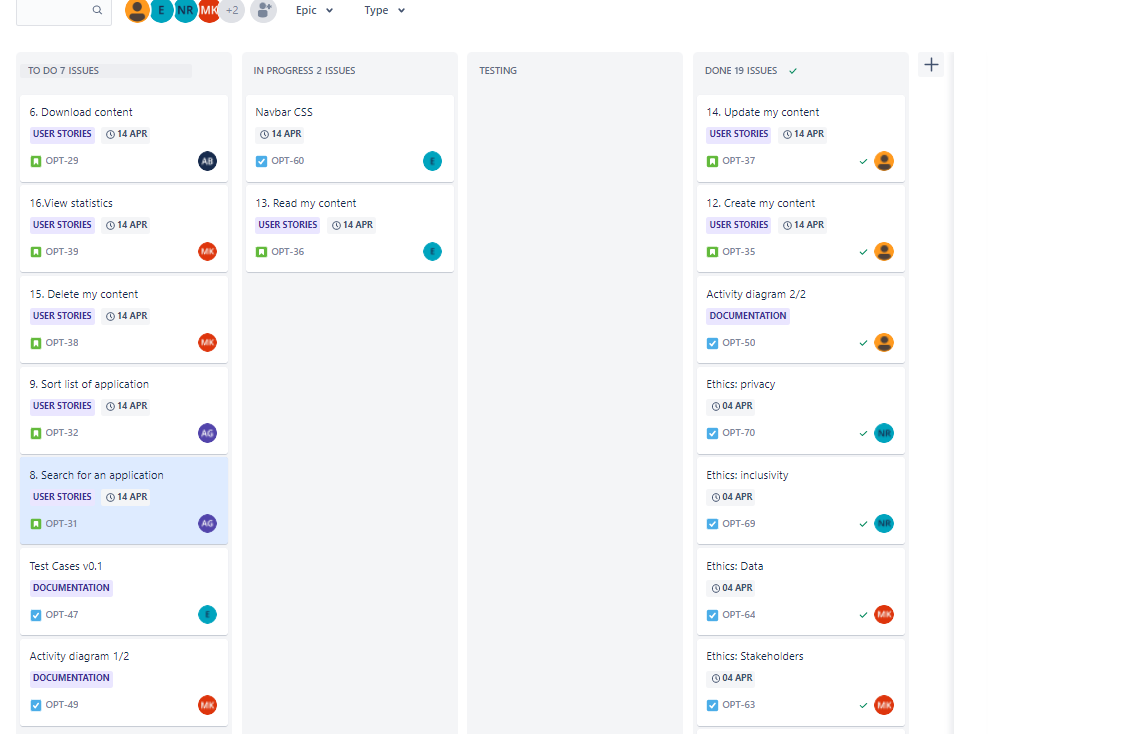 E NR MK +2 Epic Type
TO DO 7 ISSUES
6. Download content
USER STORIES 14 APR
OPT-29 AB
16.View statistics
USER STORIES 14 APR
OPT-39 MK
15. Delete my content
USER STORIES 14 APR
OPT-38 MK
9. Sort list of application
USER STORIES 14 APR
OPT-32 AG
8. Search for an application
USER STORIES 14 APR
OPT-31 AG
Test Cases v0.1
DOCUMENTATION
OPT-47 E
Activity diagram 1/2
DOCUMENTATION
OPT-49 MK
IN PROGRESS 2 ISSUES
Navbar CSS
14 APR
OPT-60 E
13. Read my content
USER STORIES 14 APR
OPT-36 E
TESTING
DONE 19 ISSUES
14. Update my content
USER STORIES 14 APR
OPT-37
12. Create my content
USER STORIES 14 APR
OPT-35
Activity diagram 2/2
DOCUMENTATION
OPT-50
Ethics: privacy
04 APR
OPT-70 NR
Ethics: inclusivity
04 APR
OPT-69 NR
Ethics: Data
04 APR
OPT-64 MK
Ethics: Stakeholders
04 APR
OPT-63 MK